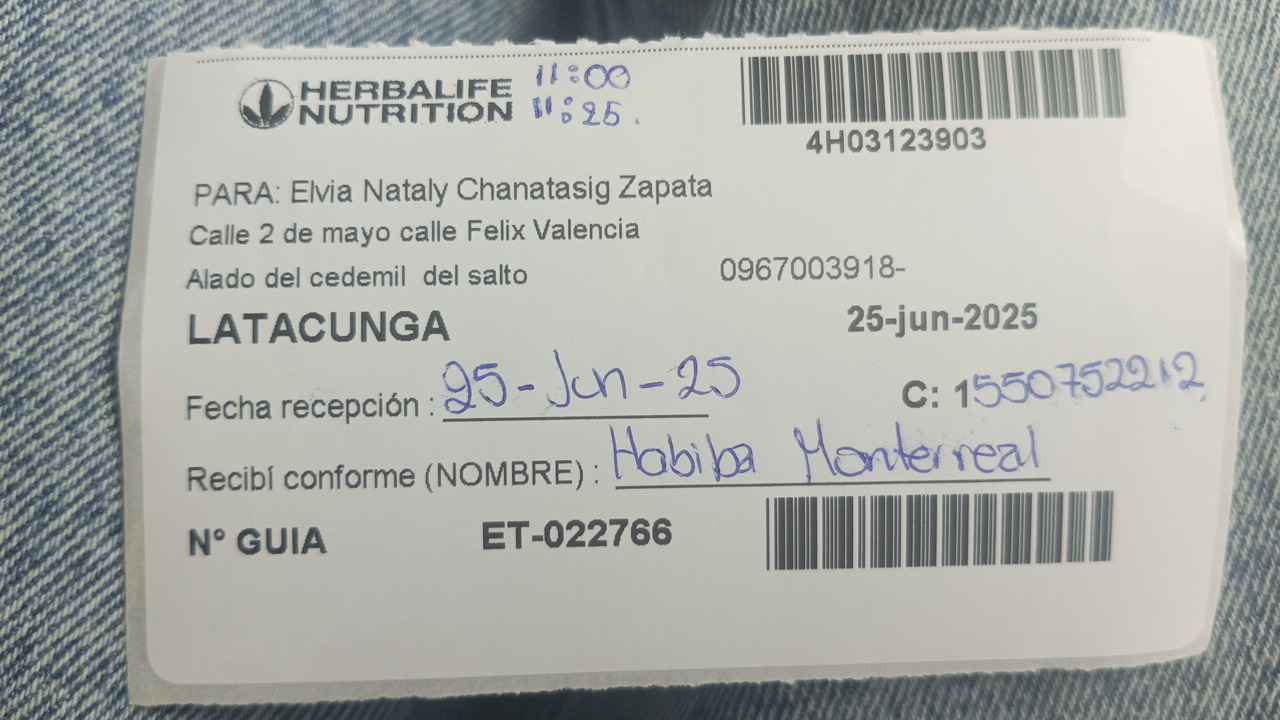 HERBALIFE NUTRITION
11:00
11:25.
4H03123903
PARA: Elvia Nataly Chanatasig Zapata
Calle 2 de mayo calle Felix Valencia
Alado del cedemil del salto 0967003918-
LATACUNGA 25-jun-2025
Fecha recepción : 25-Jun-25 C: 1550752212
Recibí conforme (NOMBRE) : Habiba Monterreal
N° GUIA ET-022766